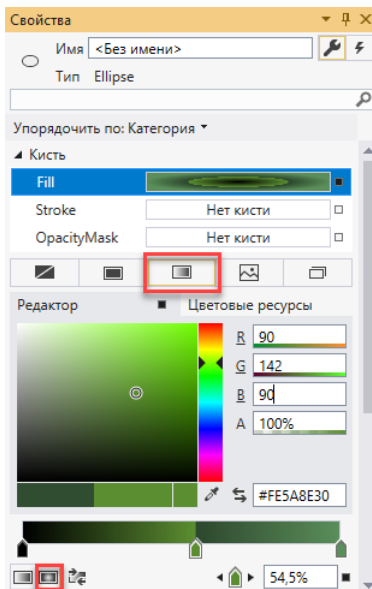 Свойства
Имя <Без имени>
Тип Ellipse
Упорядочить по: Категория
Кисть
Fill
Stroke Нет кисти
OpacityMask Нет кисти
Редактор Цветовые ресурсы
R 90
G 142
B 90
A 100%
#FE5A8E30
54,5%